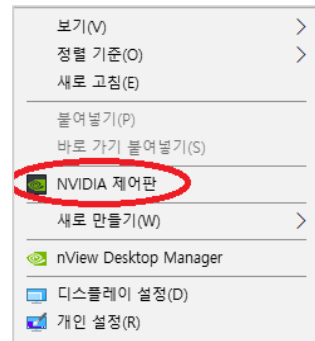 보기(V)
정렬 기준(O)
새로 고침(E)
붙여넣기(P)
바로 가기 붙여넣기(S)
NVIDIA 제어판
새로 만들기(W)
nView Desktop Manager
디스플레이 설정(D)
개인 설정(R)